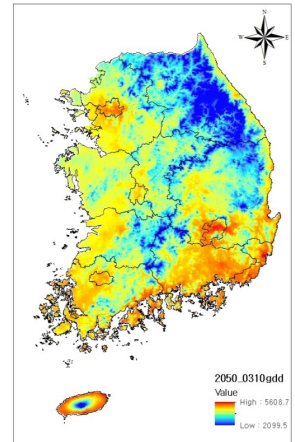 N
W E
S
2050_0310gdd
Value
High : 5608.7
Low : 2099.5